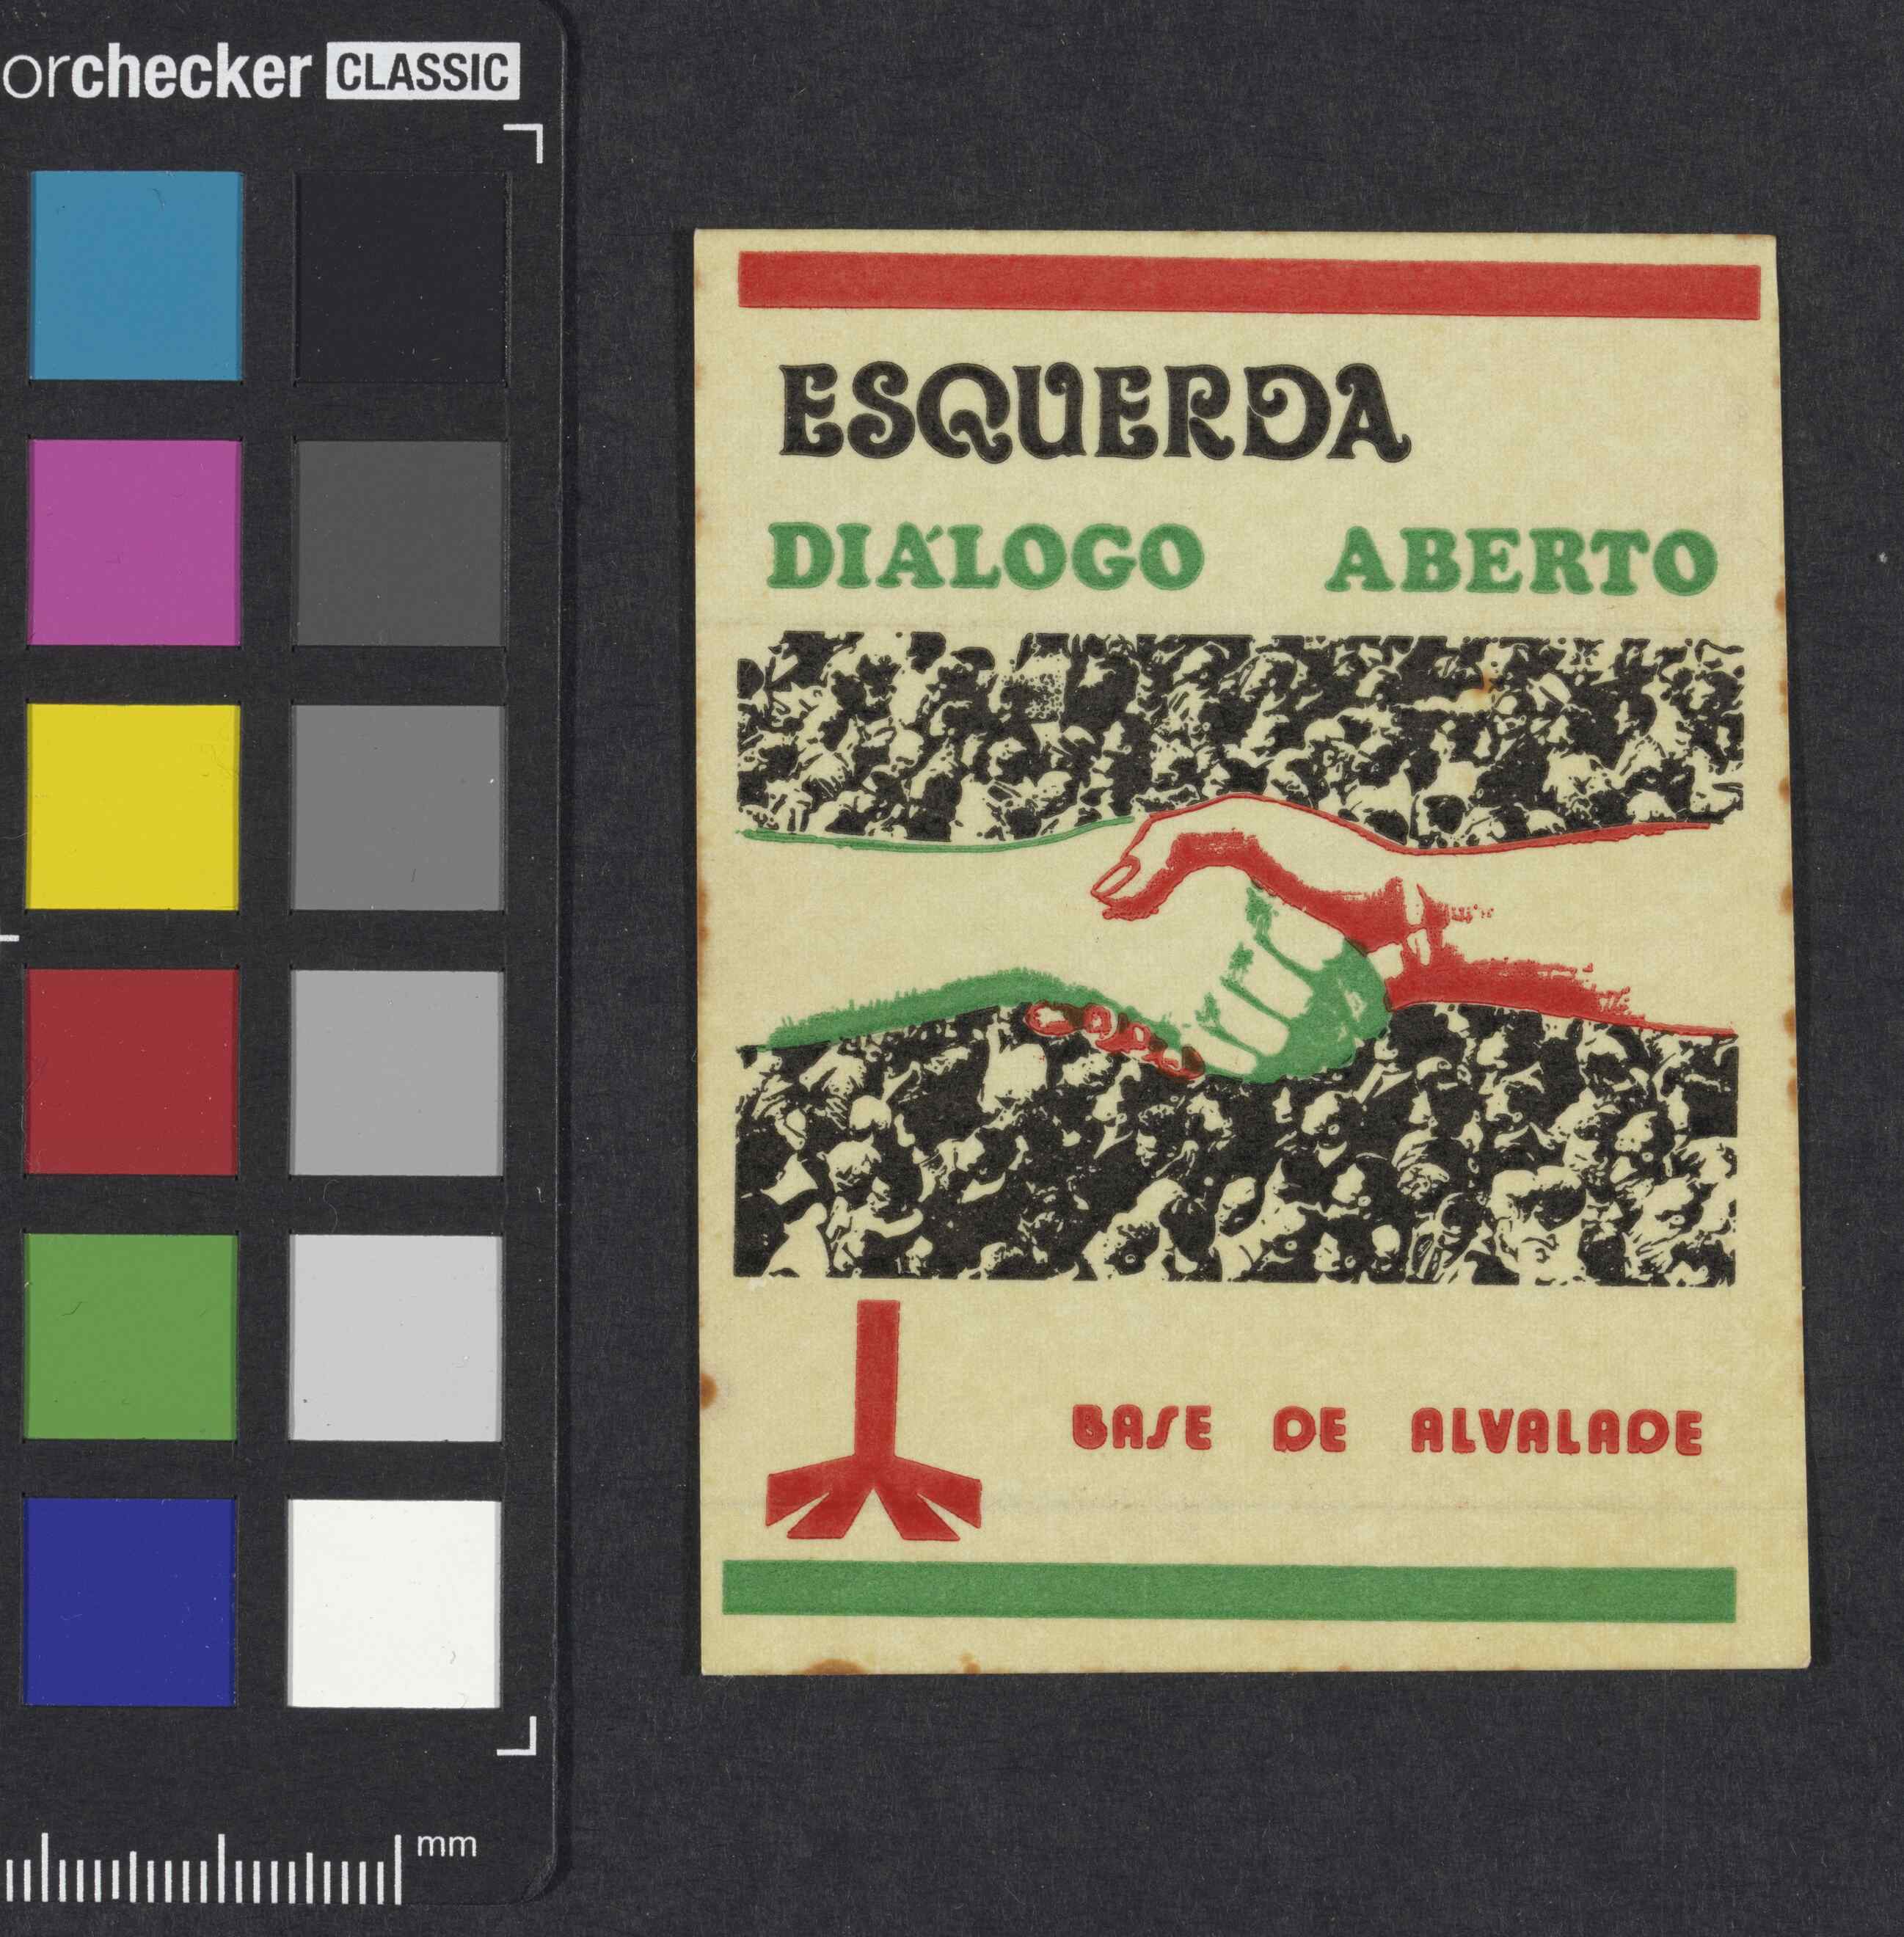 orchecker CLASSIC
ESQUERDA
DIÁLOGO ABERTO
BASE DE ALVALADE
mm